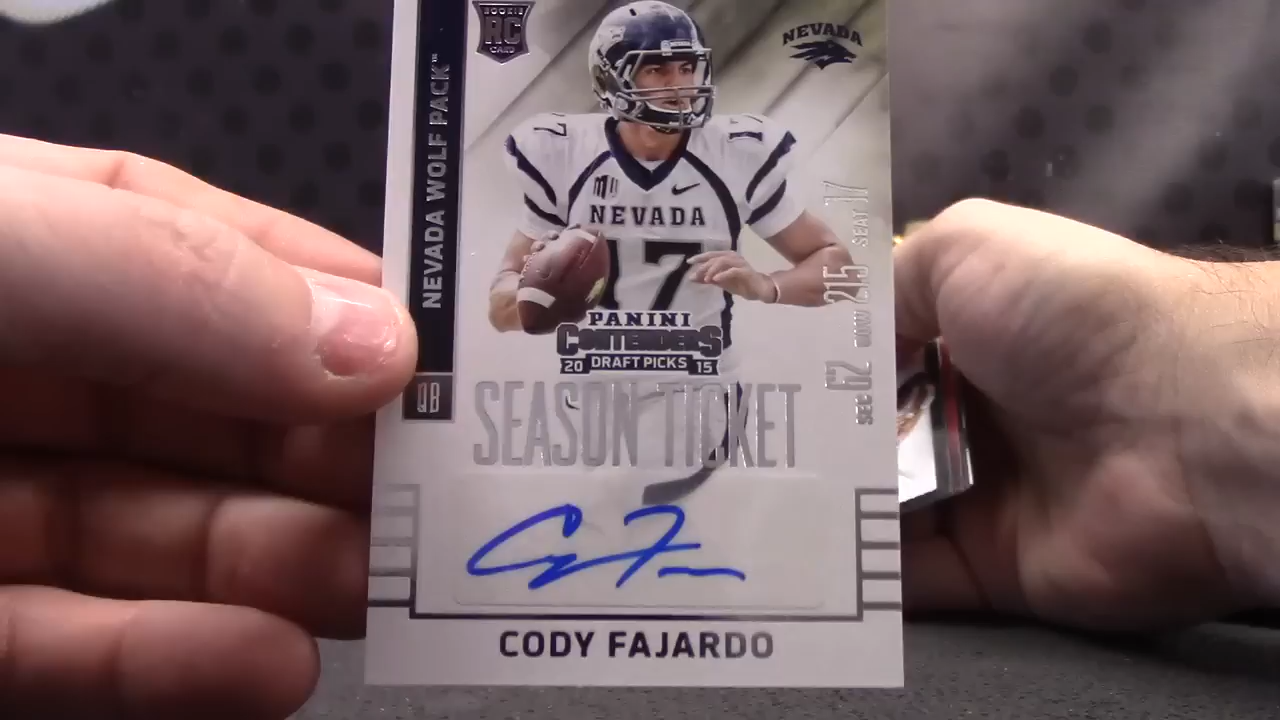 ROOKIE
RC
CARD
NEVADA
NEVADA WOLF PACK™
QB
17
17
NEVADA
17
PANINI
CONTENDERS
20 DRAFT PICKS 15
SEASON TICKET
SEC 62 ROW 215 SEAT 17
CODY FAJARDO